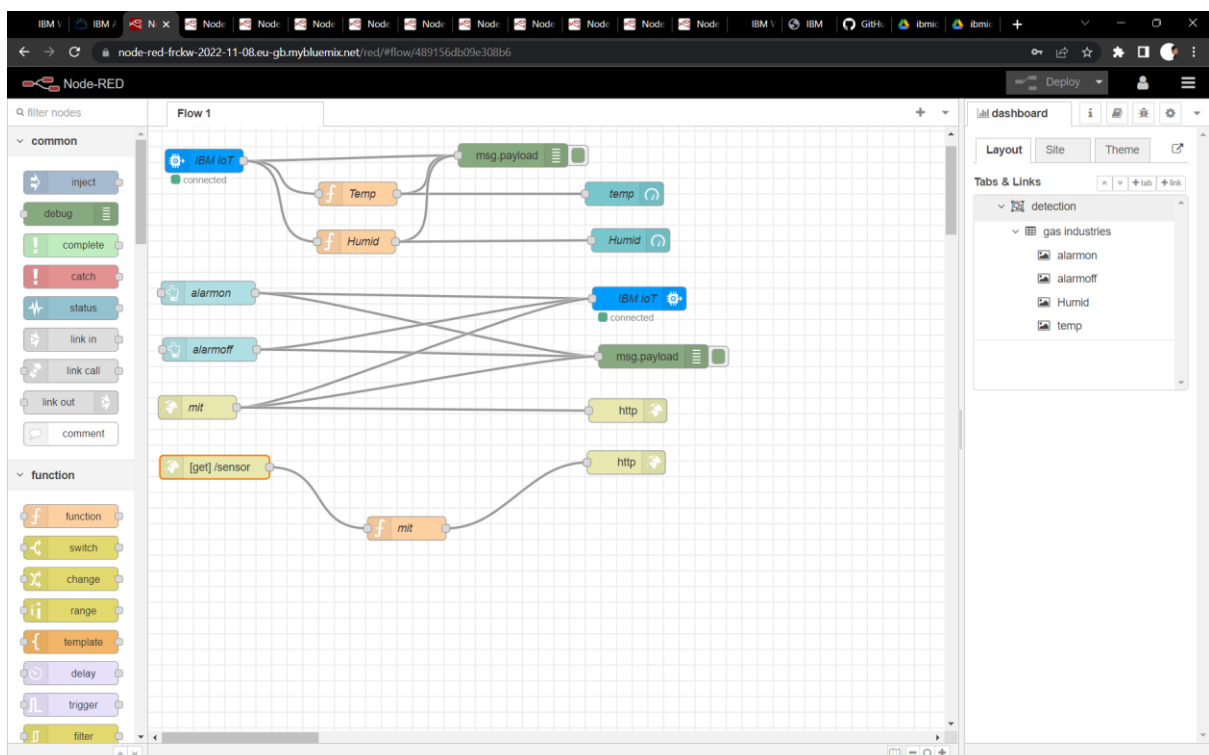 IBM V IBM A N Node Node Node Node Node Node Node Node Node IBM V IBM GitHu ibmic ibmic
node-red-frckw-2022-11-08.eu-gb.mybluemix.net/red/#flow/489156db09e308b6
Node-RED
Deploy
filter nodes
Flow 1
dashboard
i
common
inject
debug
complete
catch
status
link in
link call
link out
comment
function
function
switch
change
range
template
delay
trigger
filter
IBM IoT
connected
msg.payload
Temp
temp
Humid
Humid
alarmon
IBM IoT
connected
alarmoff
msg.payload
mit
http
[get] /sensor
http
mit
Layout
Site
Theme
Tabs & Links
+ tab
+ link
detection
gas industries
alarmon
alarmoff
Humid
temp